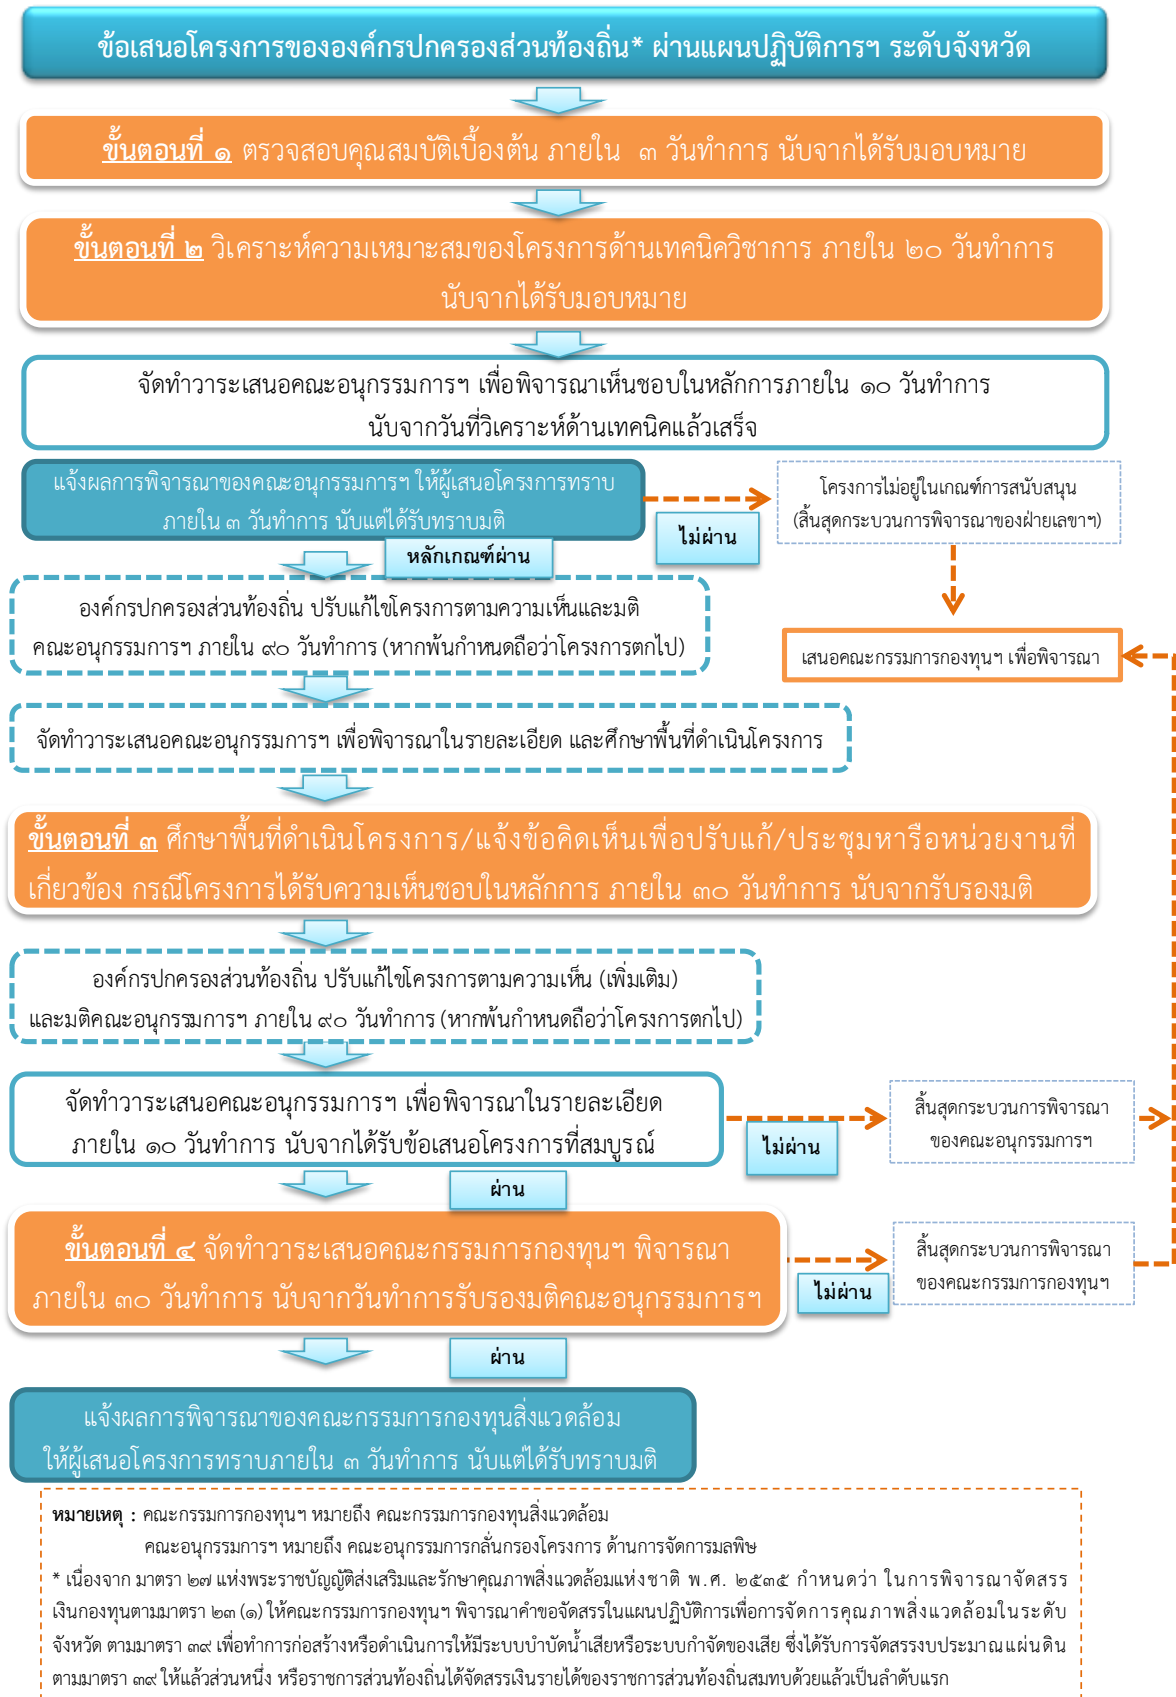 ข้อเสนอโครงการขององค์กรปกครองส่วนท้องถิ่น* ผ่านแผนปฏิบัติการฯ ระดับจังหวัด
ขั้นตอนที่ ๑ ตรวจสอบคุณสมบัติเบื้องต้น ภายใน ๓ วันทำการ นับจากได้รับมอบหมาย
ขั้นตอนที่ ๒ วิเคราะห์ความเหมาะสมของโครงการด้านเทคนิควิชาการ ภายใน ๒๐ วันทำการ
นับจากได้รับมอบหมาย
จัดทำวาระเสนอคณะอนุกรรมการฯ เพื่อพิจารณาเห็นชอบในหลักการภายใน ๑๐ วันทำการ
นับจากวันที่วิเคราะห์ด้านเทคนิคแล้วเสร็จ
แจ้งผลการพิจารณาของคณะอนุกรรมการฯ ให้ผู้เสนอโครงการทราบ
ภายใน ๓ วันทำการ นับแต่ได้รับทราบมติ
ไม่ผ่าน
โครงการไม่อยู่ในเกณฑ์การสนับสนุน
(สิ้นสุดกระบวนการพิจารณาของฝ่ายเลขาฯ)
หลักเกณฑ์ผ่าน
องค์กรปกครองส่วนท้องถิ่น ปรับแก้ไขโครงการตามความเห็นและมติ
คณะอนุกรรมการฯ ภายใน ๙๐ วันทำการ (หากพ้นกำหนดถือว่าโครงการตกไป)
เสนอคณะกรรมการกองทุนฯ เพื่อพิจารณา
จัดทำวาระเสนอคณะอนุกรรมการฯ เพื่อพิจารณาในรายละเอียด และศึกษาพื้นที่ดำเนินโครงการ
ขั้นตอนที่ ๓ ศึกษาพื้นที่ดำเนินโครงการ/แจ้งข้อคิดเห็นเพื่อปรับแก้/ประชุมหารือหน่วยงานที่
เกี่ยวข้อง กรณีโครงการได้รับความเห็นชอบในหลักการ ภายใน ๓๐ วันทำการ นับจากรับรองมติ
องค์กรปกครองส่วนท้องถิ่น ปรับแก้ไขโครงการตามความเห็น (เพิ่มเติม)
และมติคณะอนุกรรมการฯ ภายใน ๙๐ วันทำการ (หากพ้นกำหนดถือว่าโครงการตกไป)
จัดทำวาระเสนอคณะอนุกรรมการฯ เพื่อพิจารณาในรายละเอียด
ภายใน ๑๐ วันทำการ นับจากได้รับข้อเสนอโครงการที่สมบูรณ์
ไม่ผ่าน
สิ้นสุดกระบวนการพิจารณา
ของคณะอนุกรรมการฯ
ผ่าน
ขั้นตอนที่ ๔ จัดทำวาระเสนอคณะกรรมการกองทุนฯ พิจารณา
ภายใน ๓๐ วันทำการ นับจากวันทำการรับรองมติคณะอนุกรรมการฯ
ไม่ผ่าน
สิ้นสุดกระบวนการพิจารณา
ของคณะกรรมการกองทุนฯ
ผ่าน
แจ้งผลการพิจารณาของคณะกรรมการกองทุนสิ่งแวดล้อม
ให้ผู้เสนอโครงการทราบภายใน ๓ วันทำการ นับแต่ได้รับทราบมติ
หมายเหตุ : คณะกรรมการกองทุนฯ หมายถึง คณะกรรมการกองทุนสิ่งแวดล้อม
คณะอนุกรรมการฯ หมายถึง คณะอนุกรรมการกลั่นกรองโครงการ ด้านการจัดการมลพิษ
* เนื่องจาก มาตรา ๒๗ แห่งพระราชบัญญัติส่งเสริมและรักษาคุณภาพสิ่งแวดล้อมแห่งชาติ พ.ศ. ๒๕๓๕ กำหนดว่า ในการพิจารณาจัดสรร
เงินกองทุนตามมาตรา ๒๓ (๑) ให้คณะกรรมการกองทุนฯ พิจารณาคำขอจัดสรรในแผนปฏิบัติการเพื่อการจัดการคุณภาพสิ่งแวดล้อมในระดับ
จังหวัด ตามมาตรา ๓๙ เพื่อทำการก่อสร้างหรือดำเนินการให้มีระบบบำบัดน้ำเสียหรือระบบกำจัดของเสีย ซึ่งได้รับการจัดสรรงบประมาณแผ่นดิน
ตามมาตรา ๓๙ ให้แล้วส่วนหนึ่ง หรือราชการส่วนท้องถิ่นได้จัดสรรเงินรายได้ของราชการส่วนท้องถิ่นสมทบด้วยแล้วเป็นลำดับแรก